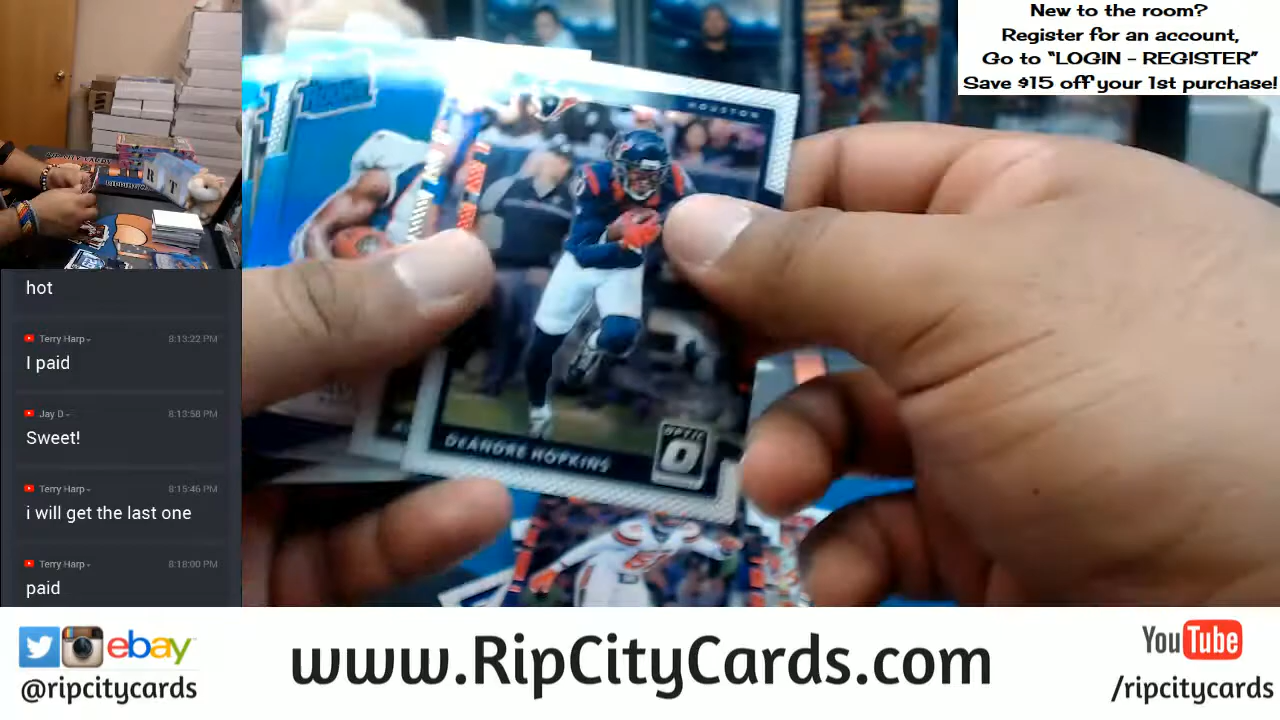 New to the room?
Register for an account,
Go to "LOGIN - REGISTER"
Save $15 off your 1st purchase!
HOUSTON
DEANDRE HOPKINS
OPTIC
hot
Terry Harp
8:13:22 PM
I paid
Jay D
8:13:58 PM
Sweet!
Terry Harp
8:15:46 PM
i will get the last one
Terry Harp
8:18:00 PM
paid
ebay
@ripcitycards
www.RipCityCards.com
YouTube
/ripcitycards